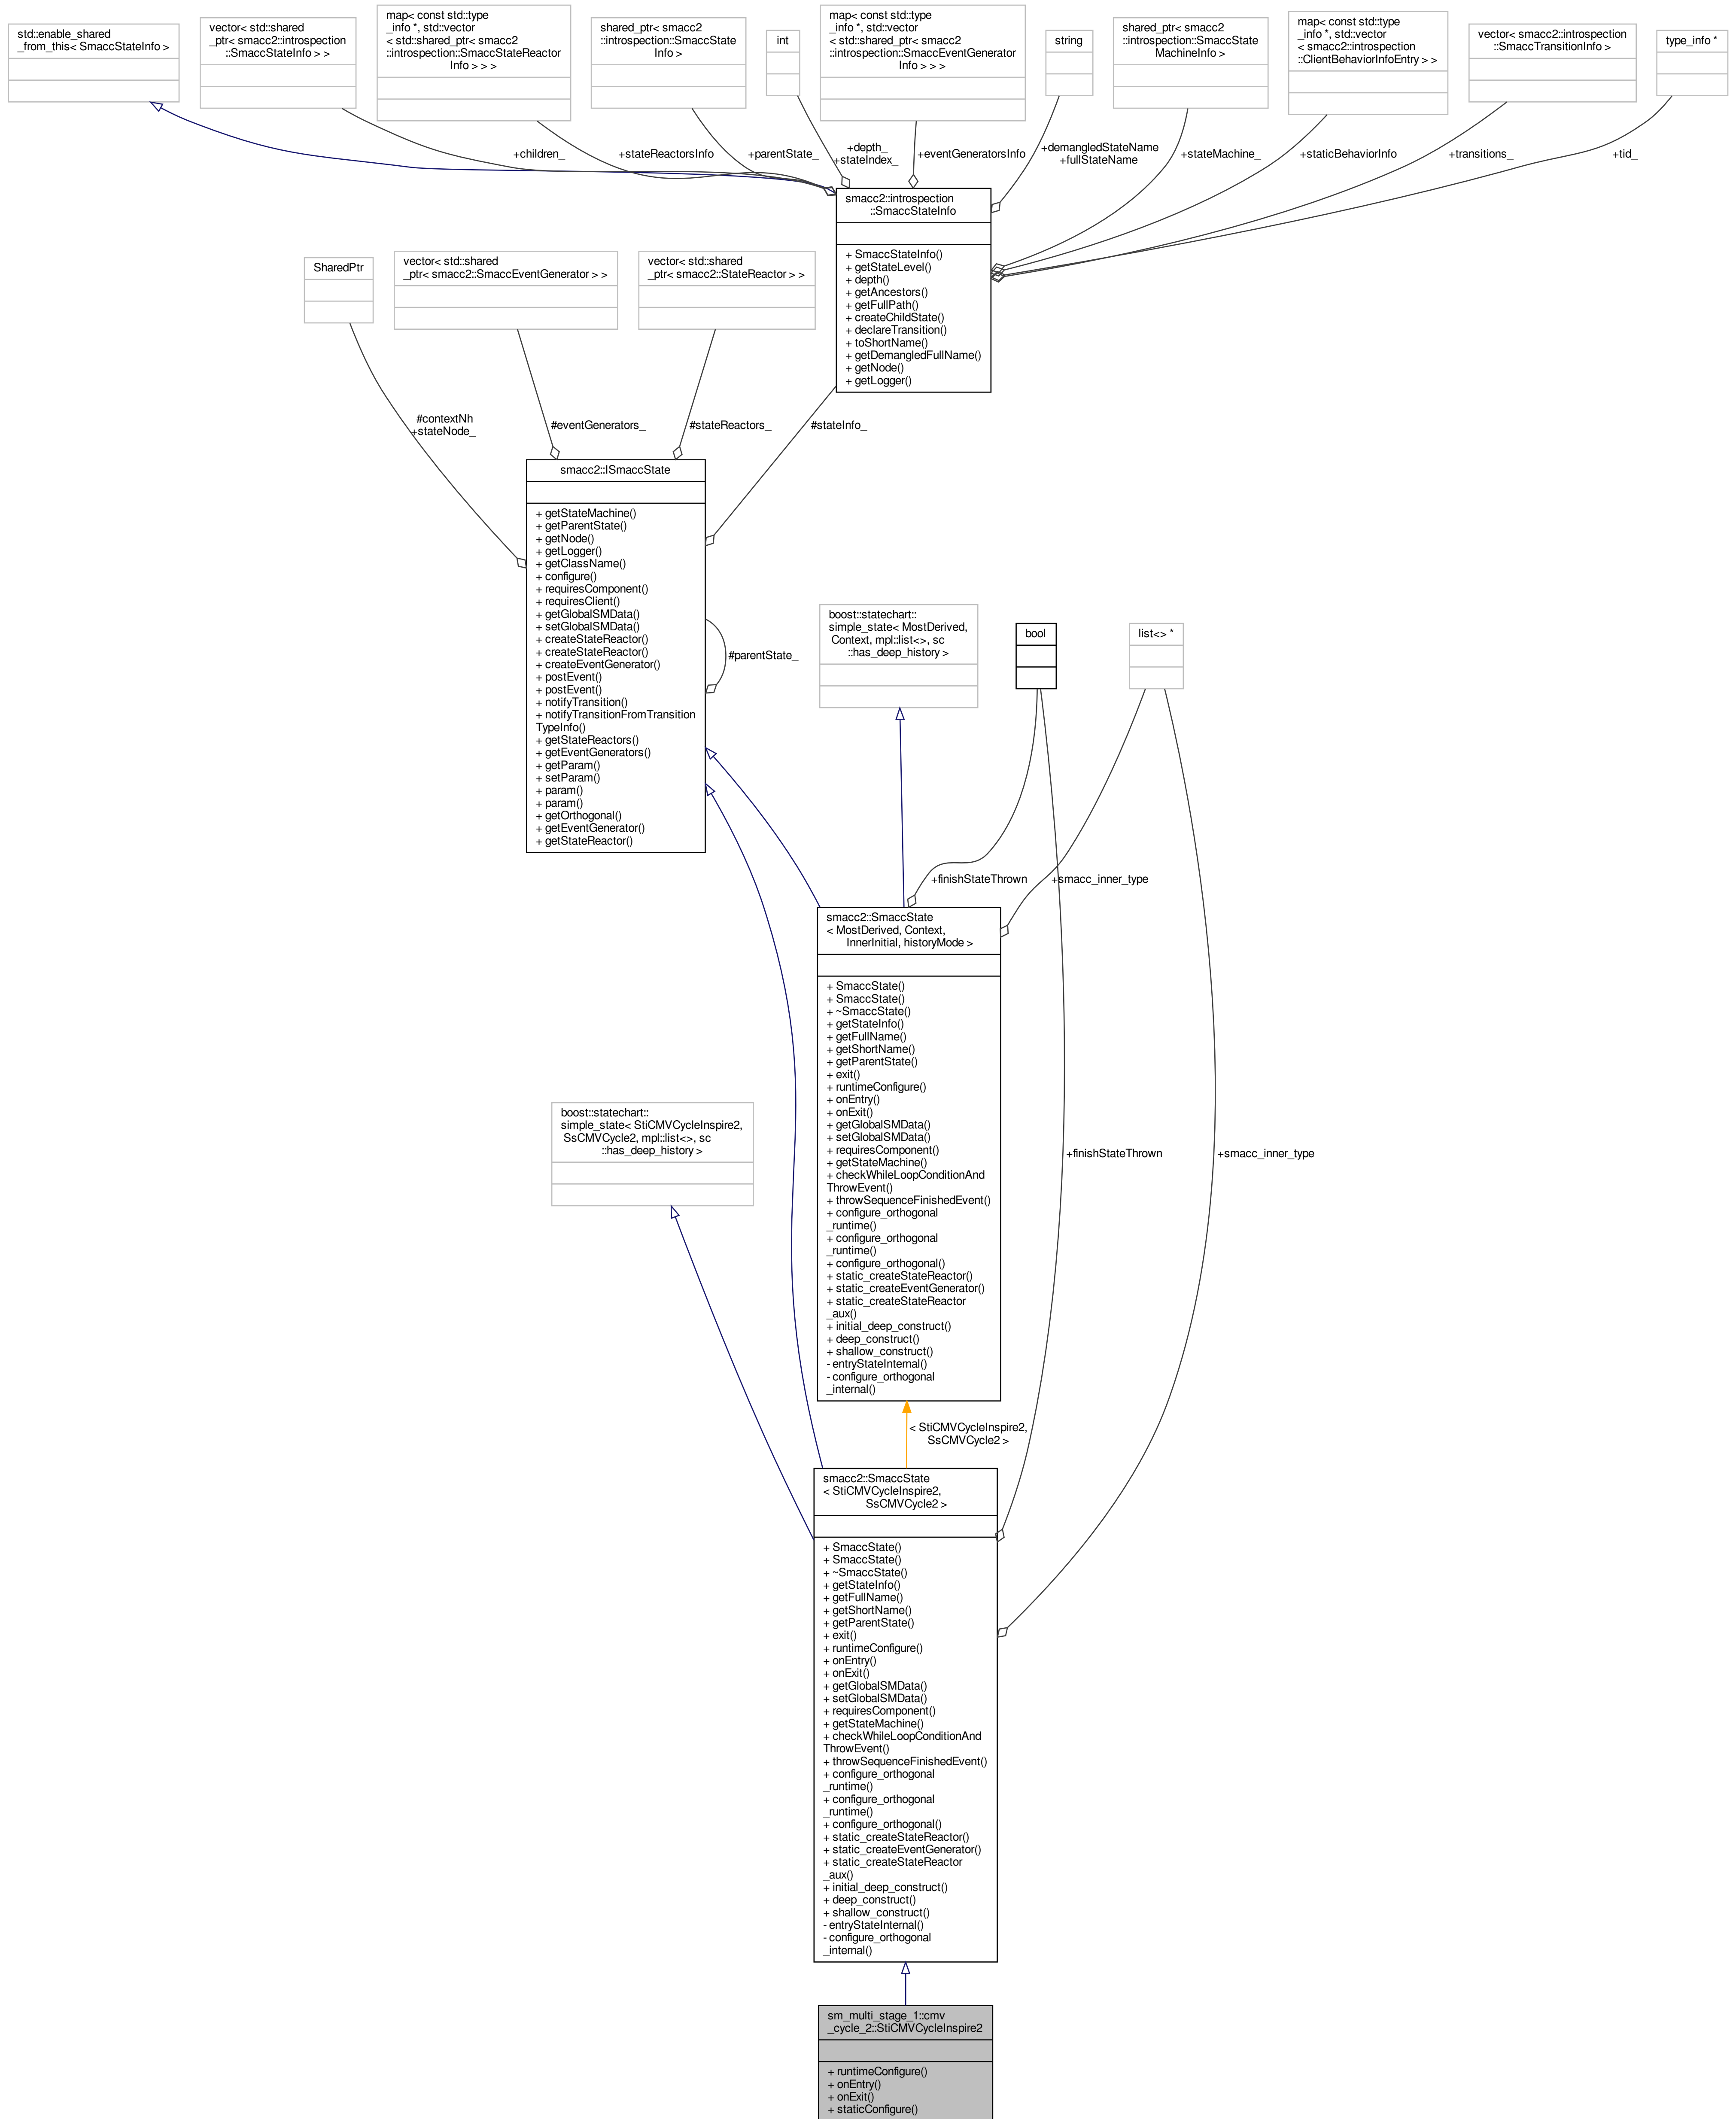 std::enable_shared
_from_this< SmaccStateInfo >
vector< std::shared
_ptr< smacc2::introspection
::SmaccStateInfo > >
map< const std::type
_info *, std::vector
< std::shared_ptr< smacc2
::introspection::SmaccStateReactor
Info > > >
shared_ptr< smacc2
::introspection::SmaccState
Info >
int
map< const std::type
_info *, std::vector
< std::shared_ptr< smacc2
::introspection::SmaccEventGenerator
Info > > >
string
shared_ptr< smacc2
::introspection::SmaccState
MachineInfo >
map< const std::type
_info *, std::vector
< smacc2::introspection
::ClientBehaviorInfoEntry > >
vector< smacc2::introspection
::SmaccTransitionInfo >
type_info *
+children_
+stateReactorsInfo
+parentState_
+depth_
+stateIndex_
+eventGeneratorsInfo
+demangledStateName
+fullStateName
+stateMachine_
+staticBehaviorInfo
+transitions_
+tid_
smacc2::introspection
::SmaccStateInfo
+ SmaccStateInfo()
+ getStateLevel()
+ depth()
+ getAncestors()
+ getFullPath()
+ createChildState()
+ declareTransition()
+ toShortName()
+ getDemangledFullName()
+ getNode()
+ getLogger()
SharedPtr
vector< std::shared
_ptr< smacc2::SmaccEventGenerator > >
vector< std::shared
_ptr< smacc2::StateReactor > >
#contextNh
+stateNode_
#eventGenerators_
#stateReactors_
#stateInfo_
smacc2::ISmaccState
+ getStateMachine()
+ getParentState()
+ getNode()
+ getLogger()
+ getClassName()
+ configure()
+ requiresComponent()
+ requiresClient()
+ getGlobalSMData()
+ setGlobalSMData()
+ createStateReactor()
+ createStateReactor()
+ createEventGenerator()
+ postEvent()
+ postEvent()
+ notifyTransition()
+ notifyTransitionFromTransition
TypeInfo()
+ getStateReactors()
+ getEventGenerators()
+ getParam()
+ setParam()
+ param()
+ param()
+ getOrthogonal()
+ getEventGenerator()
+ getStateReactor()
#parentState_
boost::statechart::
simple_state< MostDerived,
Context, mpl::list<>, sc
::has_deep_history >
bool
list<> *
+finishStateThrown
+smacc_inner_type
smacc2::SmaccState
< MostDerived, Context,
InnerInitial, historyMode >
+ SmaccState()
+ SmaccState()
+ ~SmaccState()
+ getStateInfo()
+ getFullName()
+ getShortName()
+ getParentState()
+ exit()
+ runtimeConfigure()
+ onEntry()
+ onExit()
+ getGlobalSMData()
+ setGlobalSMData()
+ requiresComponent()
+ getStateMachine()
+ checkWhileLoopConditionAnd
ThrowEvent()
+ throwSequenceFinishedEvent()
+ configure_orthogonal
_runtime()
+ configure_orthogonal
_runtime()
+ configure_orthogonal()
+ static_createStateReactor()
+ static_createEventGenerator()
+ static_createStateReactor
_aux()
+ initial_deep_construct()
+ deep_construct()
+ shallow_construct()
- entryStateInternal()
- configure_orthogonal
_internal()
boost::statechart::
simple_state< StiCMVCycleInspire2,
SsCMVCycle2, mpl::list<>, sc
::has_deep_history >
+finishStateThrown
+smacc_inner_type
< StiCMVCycleInspire2,
SsCMVCycle2 >
smacc2::SmaccState
< StiCMVCycleInspire2,
SsCMVCycle2 >
+ SmaccState()
+ SmaccState()
+ ~SmaccState()
+ getStateInfo()
+ getFullName()
+ getShortName()
+ getParentState()
+ exit()
+ runtimeConfigure()
+ onEntry()
+ onExit()
+ getGlobalSMData()
+ setGlobalSMData()
+ requiresComponent()
+ getStateMachine()
+ checkWhileLoopConditionAnd
ThrowEvent()
+ throwSequenceFinishedEvent()
+ configure_orthogonal
_runtime()
+ configure_orthogonal
_runtime()
+ configure_orthogonal()
+ static_createStateReactor()
+ static_createEventGenerator()
+ static_createStateReactor
_aux()
+ initial_deep_construct()
+ deep_construct()
+ shallow_construct()
- entryStateInternal()
- configure_orthogonal
_internal()
sm_multi_stage_1::cmv
_cycle_2::StiCMVCycleInspire2
+ runtimeConfigure()
+ onEntry()
+ onExit()
+ staticConfigure()